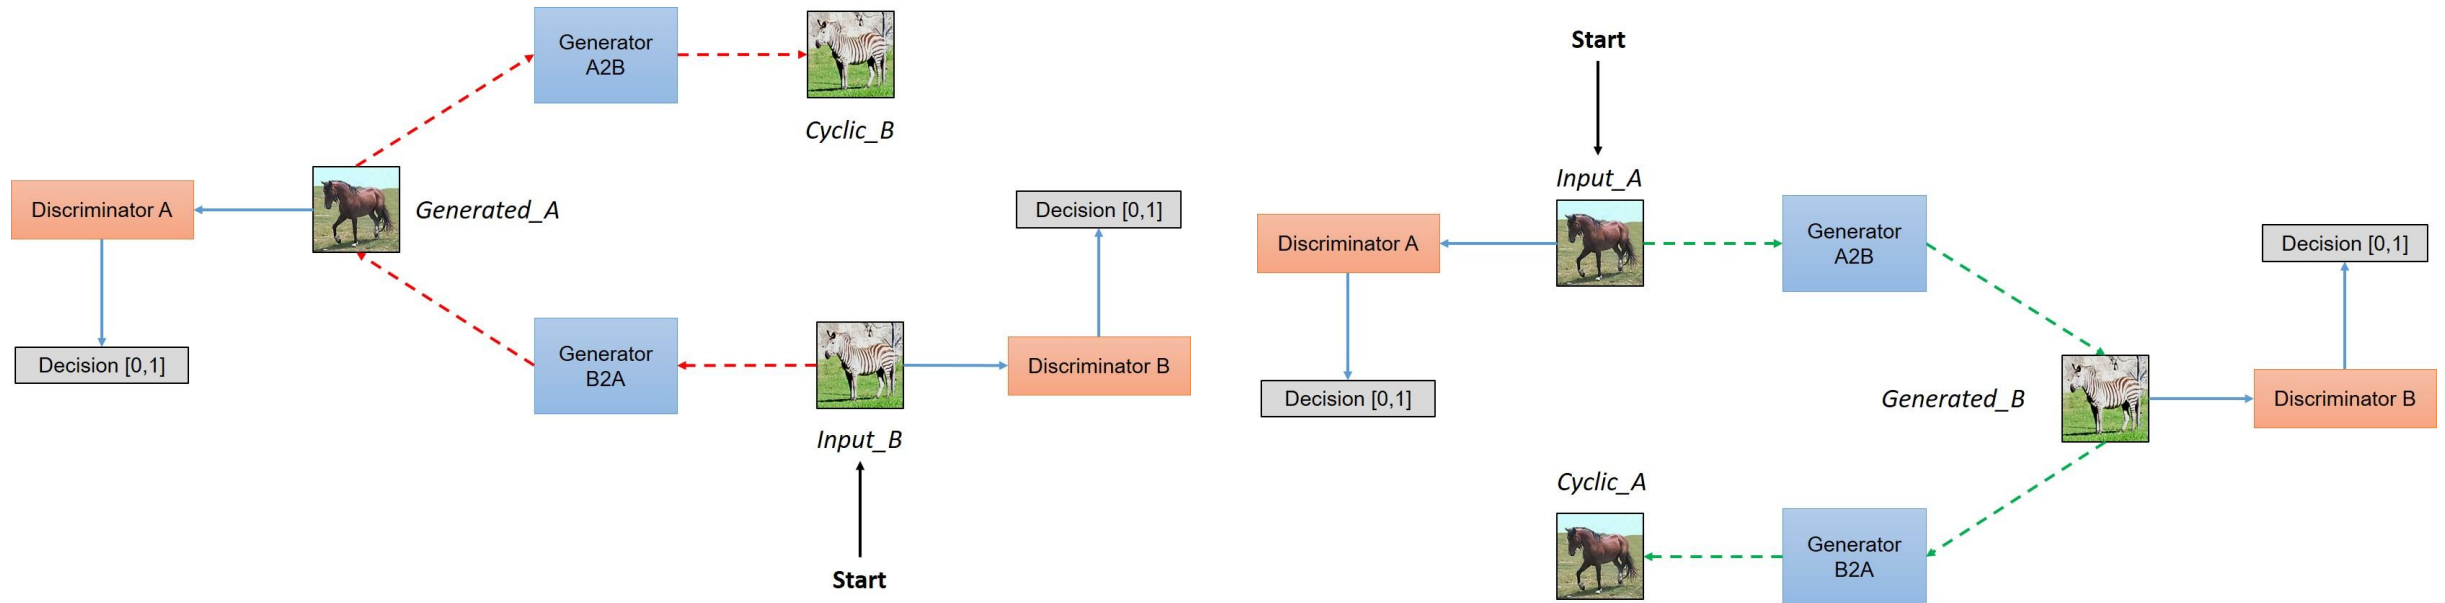 Generator
A2B
Cyclic_B
Discriminator A
Generated_A
Decision [0,1]
Decision [0,1]
Generator
B2A
Discriminator B
Input_B
Start
Start
Input_A
Discriminator A
Generator
A2B
Decision [0,1]
Decision [0,1]
Generated_B
Discriminator B
Cyclic_A
Generator
B2A